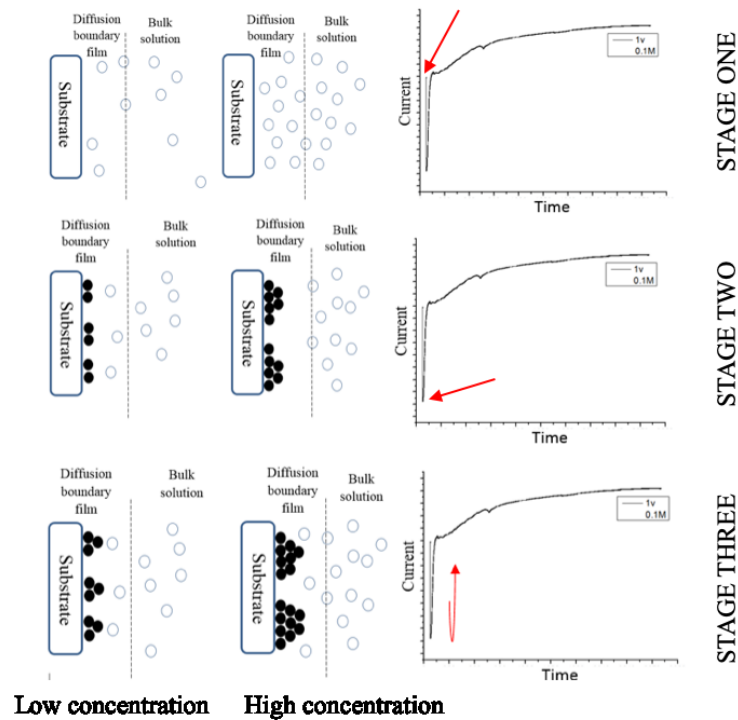 Diffusion
boundary
film
Bulk
solution
Substrate
Diffusion
boundary
film
Bulk
solution
Substrate
Current
1v
0.1M
Time
STAGE ONE
Diffusion
boundary
film
Bulk
solution
Substrate
Diffusion
boundary
film
Bulk
solution
Substrate
Current
1v
0.1M
Time
STAGE TWO
Diffusion
boundary
film
Bulk
solution
Substrate
Diffusion
boundary
film
Bulk
solution
Substrate
Current
1v
0.1M
Time
STAGE THREE
Low concentration
High concentration